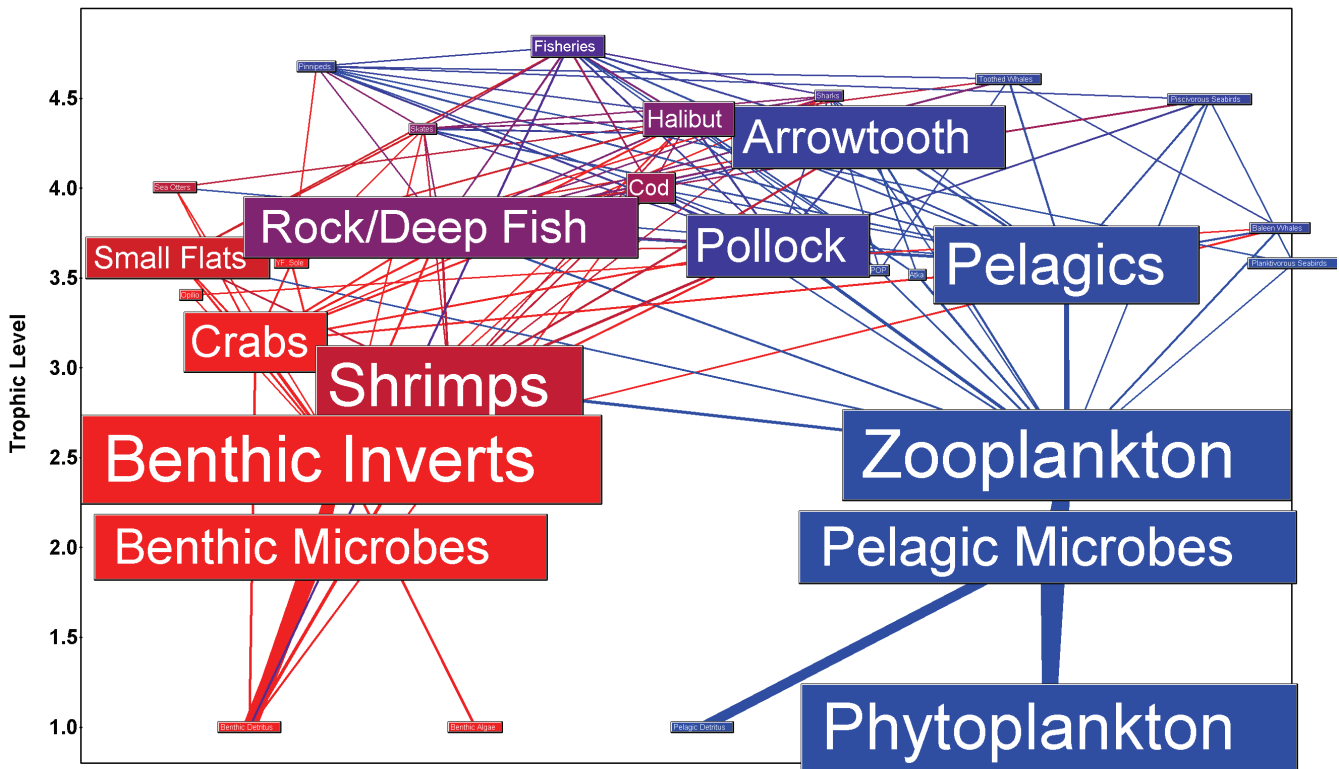 Trophic Level
4.5
4.0
3.5
3.0
2.5
2.0
1.5
1.0
Fisheries
Pinnipeds
Toothed Whales
Sharks
Piscivorous Seabirds
Halibut
Skates
Arrowtooth
Sea Otters
Cod
Rock/Deep Fish
Baleen Whales
Small Flats
Pollock
Pelagics
YF. Sole
POP
Atka
Planktivorous Seabirds
Opilio
Crabs
Shrimps
Benthic Inverts
Zooplankton
Benthic Microbes
Pelagic Microbes
Benthic Detritus
Benthic Algae
Pelagic Detritus
Phytoplankton